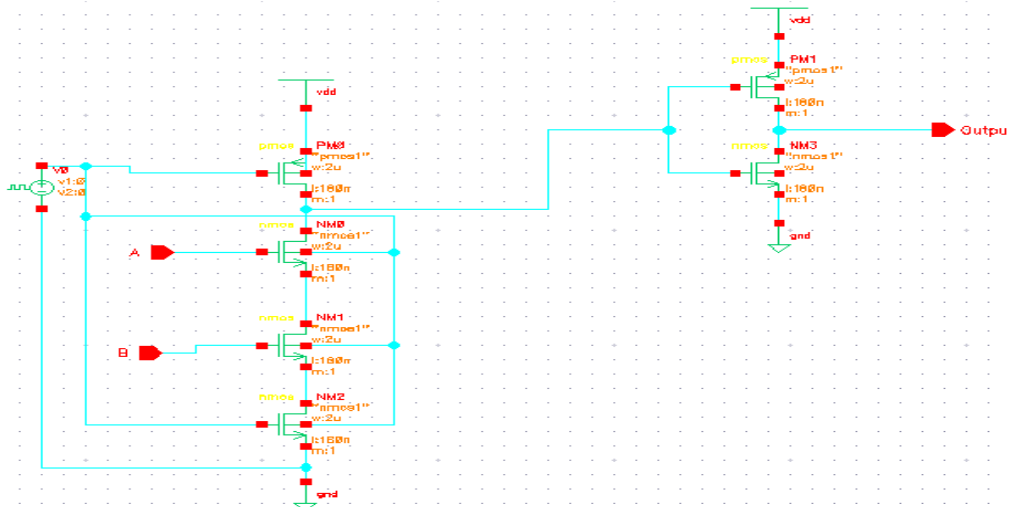 vdd
pmos
PM1
"pmos1"
w:2u
l:180n
m:1
Outpu
vdd
pmos
PM0
"pmos1"
w:2u
l:180n
m:1
V0
v1:0
v2:0
nmos
NM3
"nmos1"
w:2u
l:180n
m:1
gnd
nmos
NM0
"nmos1"
w:2u
l:180n
m:1
A
nmos
NM1
"nmos1"
w:2u
l:180n
m:1
B
nmos
NM2
"nmos1"
w:2u
l:180n
m:1
gnd